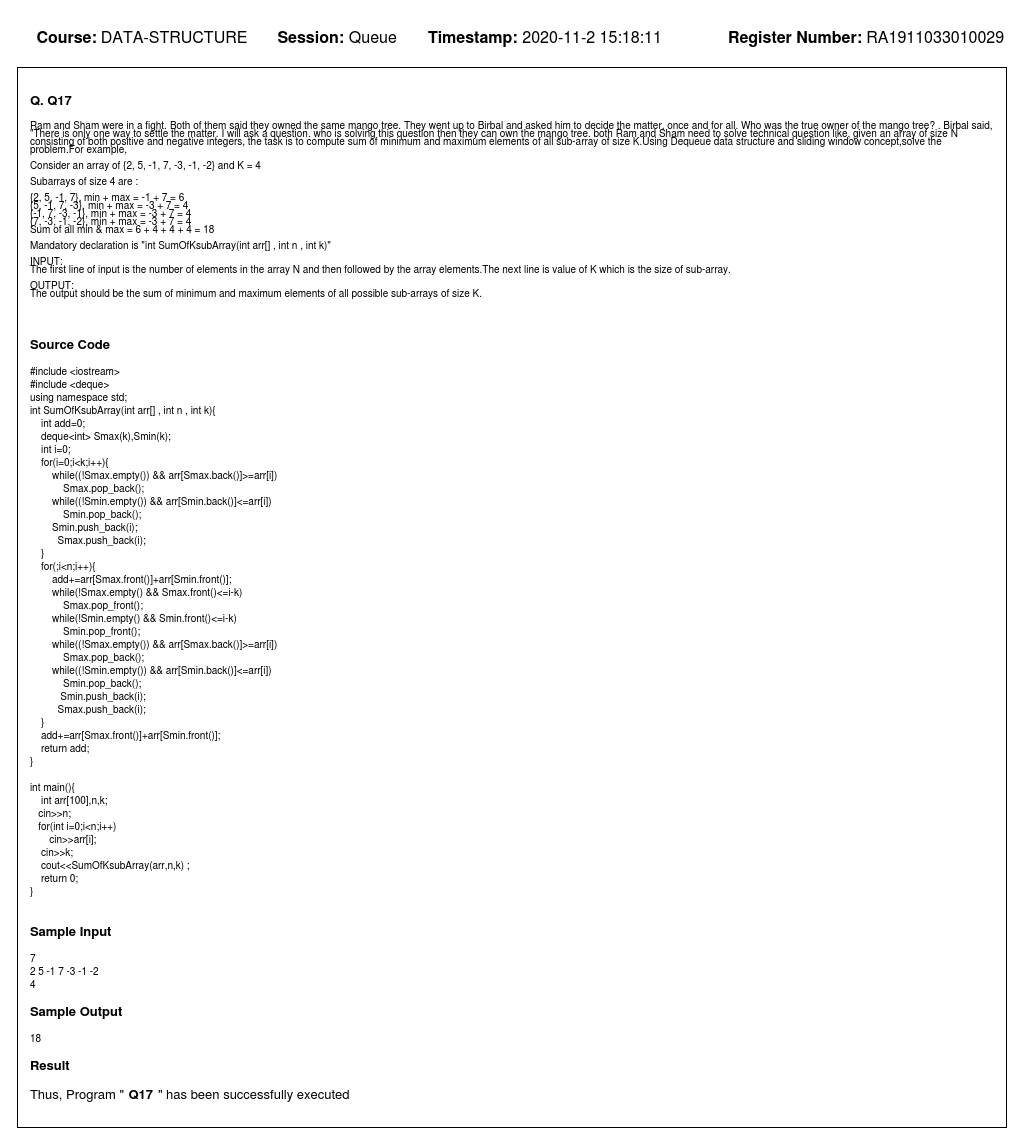 Course: DATA-STRUCTURE Session: Queue Timestamp: 2020-11-2 15:18:11 Register Number: RA1911033010029
Q. Q17
Ram and Sham were in a fight. Both of them said they owned the same mango tree. They went up to Birbal and asked him to decide the matter, once and for all, Who was the true owner of the mango tree? . Birbal said,
"There is only one way to settle the matter. I will ask a question. who is solving this question then they can own the mango tree. both Ram and Sham need to solve technical question like, given an array of size N
consisting of both positive and negative integers, the task is to compute sum of minimum and maximum elements of all sub-array of size K.Using Dequeue data structure and sliding window concept,solve the
problem.For example,
Consider an array of {2, 5, -1, 7, -3, -1, -2} and K = 4
Subarrays of size 4 are :
{2, 5, -1, 7}, min + max = -1 + 7 = 6
{5, -1, 7, -3}, min + max = -3 + 7 = 4
{-1, 7, -3, -1}, min + max = -3 + 7 = 4
{7, -3, -1, -2}, min + max = -3 + 7 = 4
Sum of all min & max = 6 + 4 + 4 + 4 = 18
Mandatory declaration is "int SumOfKsubArray(int arr[] , int n , int k)"
INPUT:
The first line of input is the number of elements in the array N and then followed by the array elements.The next line is value of K which is the size of sub-array.
OUTPUT:
The output should be the sum of minimum and maximum elements of all possible sub-arrays of size K.
Source Code
#include <iostream>
#include <deque>
using namespace std;
int SumOfKsubArray(int arr[] , int n , int k){
    int add=0;
    deque<int> Smax(k),Smin(k);
    int i=0;
    for(i=0;i<k;i++){
        while((!Smax.empty()) && arr[Smax.back()]>=arr[i])
            Smax.pop_back();
        while((!Smin.empty()) && arr[Smin.back()]<=arr[i])
            Smin.pop_back();
        Smin.push_back(i);
          Smax.push_back(i);
    }
    for(;i<n;i++){
        add+=arr[Smax.front()]+arr[Smin.front()];
        while(!Smax.empty() && Smax.front()<=i-k)
            Smax.pop_front();
        while(!Smin.empty() && Smin.front()<=i-k)
            Smin.pop_front();
        while((!Smax.empty()) && arr[Smax.back()]>=arr[i])
            Smax.pop_back();
        while((!Smin.empty()) && arr[Smin.back()]<=arr[i])
            Smin.pop_back();
           Smin.push_back(i);
          Smax.push_back(i);
    }
    add+=arr[Smax.front()]+arr[Smin.front()];
    return add;
}
int main(){
    int arr[100],n,k;
   cin>>n;
   for(int i=0;i<n;i++)
       cin>>arr[i];
    cin>>k;
    cout<<SumOfKsubArray(arr,n,k) ;
    return 0;
}
Sample Input
7
2 5 -1 7 -3 -1 -2
4
Sample Output
18
Result
Thus, Program " Q17 " has been successfully executed